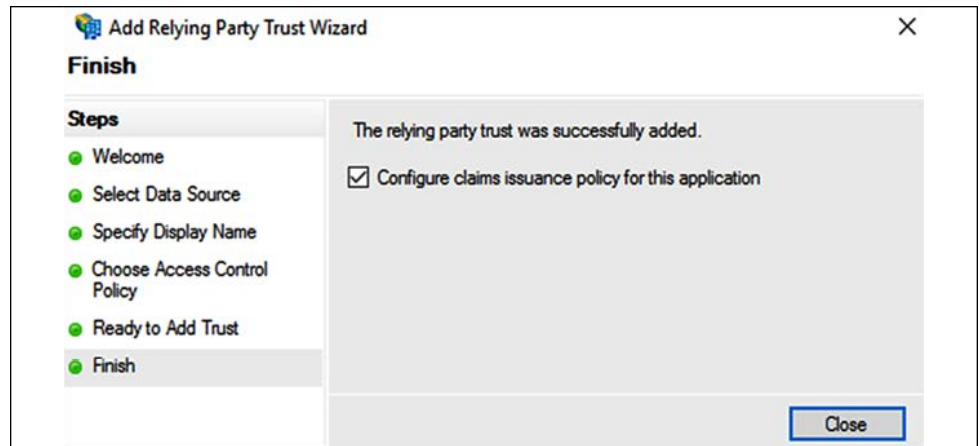 Add Relying Party Trust Wizard
Finish
Steps
Welcome
Select Data Source
Specify Display Name
Choose Access Control
Policy
Ready to Add Trust
Finish
The relying party trust was successfully added.
Configure claims issuance policy for this application
Close